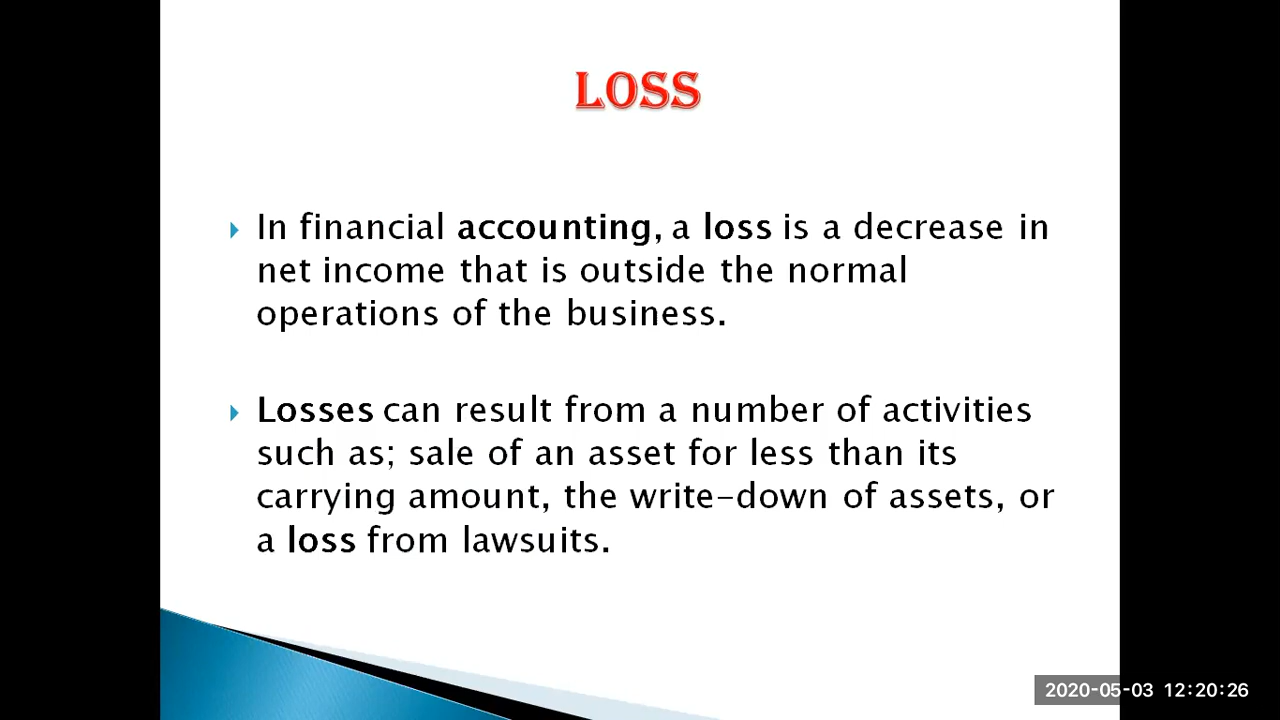 LOSS
In financial accounting, a loss is a decrease in
net income that is outside the normal
operations of the business.
Losses can result from a number of activities
such as; sale of an asset for less than its
carrying amount, the write-down of assets, or
a loss from lawsuits.
2020-05-03 12:20:26